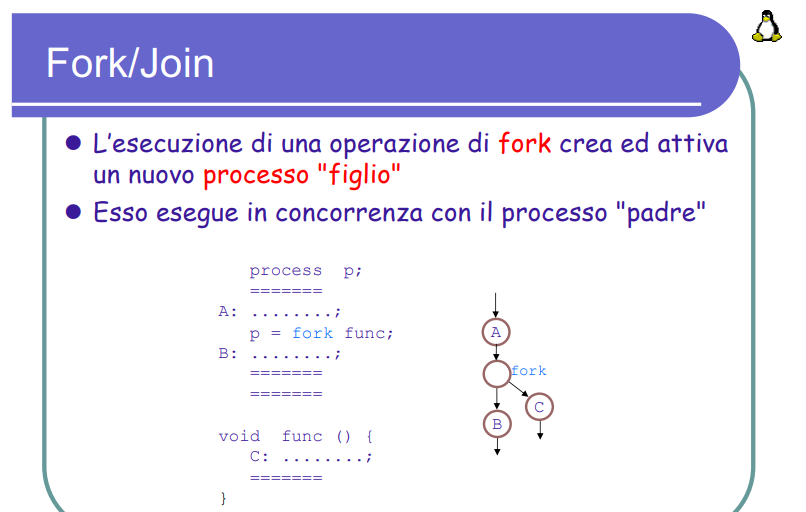 Fork/Join
L'esecuzione di una operazione di fork crea ed attiva
un nuovo processo "figlio"
Esso esegue in concorrenza con il processo "padre"
process p;
=======
A: ........;
p = fork func;
B: ........;
=======
=======
void func () {
C: ........;
=======
}
A
fork
C
B